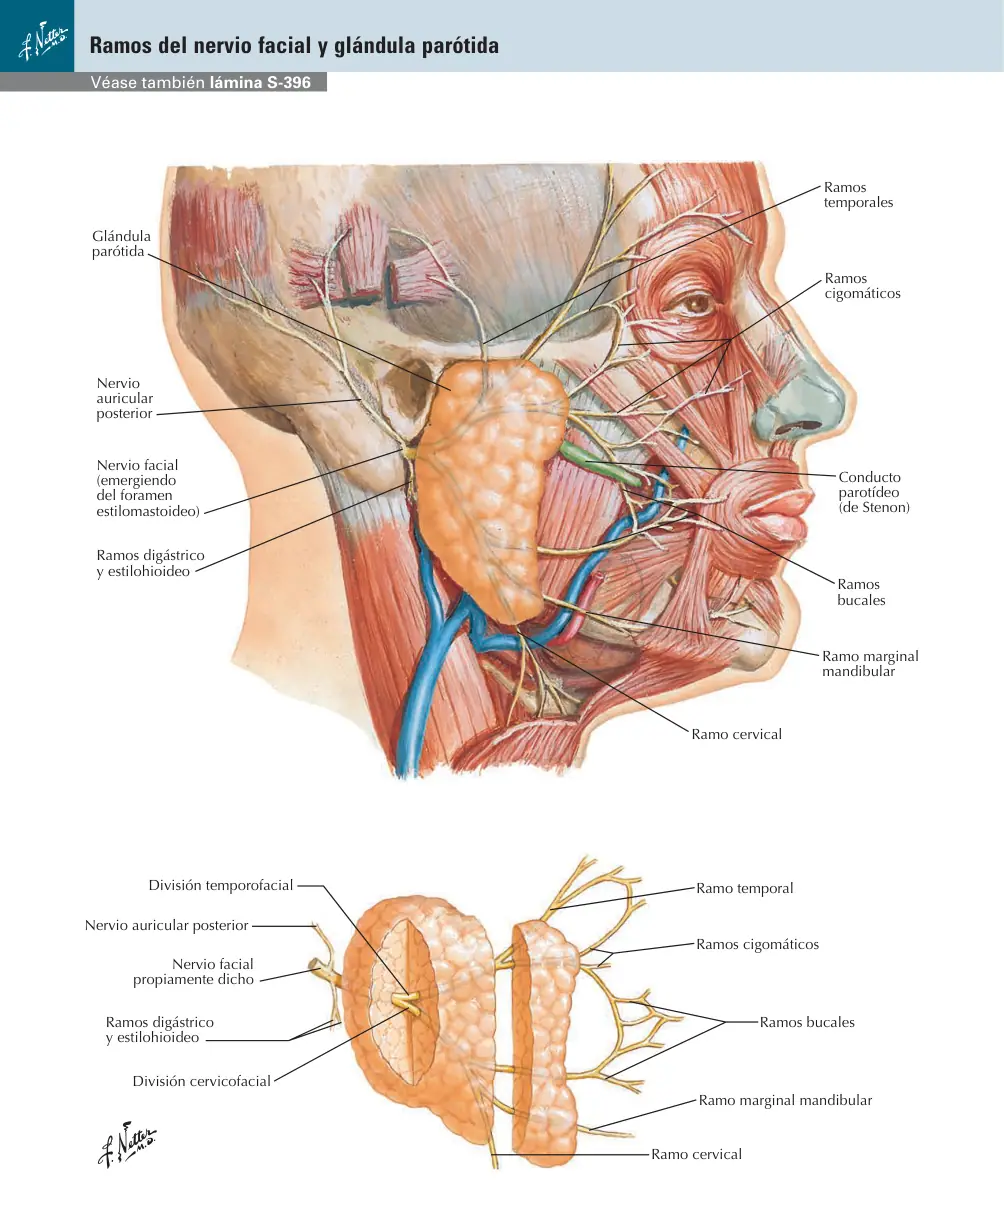 F. Netter M.D.
Ramos del nervio facial y glándula parótida
Véase también lámina S-396
Ramos
temporales
Glándula
parótida
Ramos
cigomáticos
Nervio
auricular
posterior
Nervio facial
(emergiendo
del foramen
estilomastoideo)
Conducto
parotídeo
(de Stenon)
Ramos digástrico
y estilohioideo
Ramos
bucales
Ramo marginal
mandibular
Ramo cervical
División temporofacial
Ramo temporal
Nervio auricular posterior
Ramos cigomáticos
Nervio facial
propiamente dicho
Ramos digástrico
y estilohioideo
Ramos bucales
División cervicofacial
Ramo marginal mandibular
F. Netter M.D.
Ramo cervical